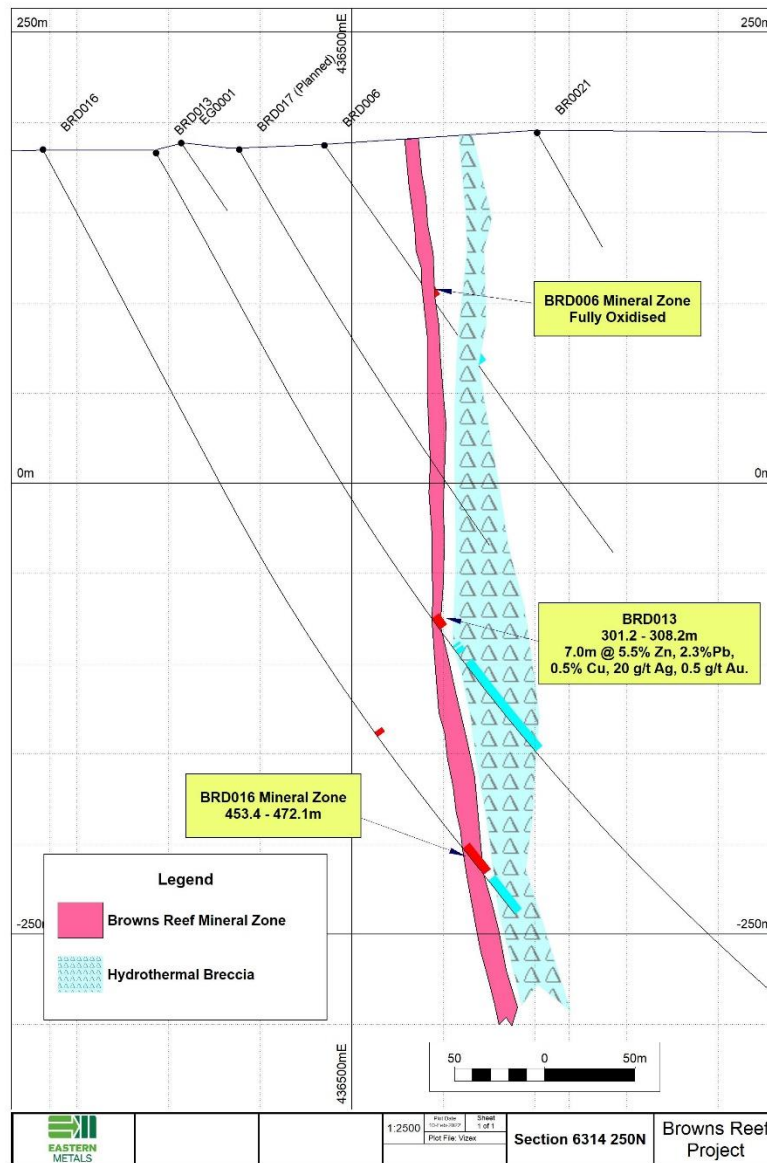 250m
250m
436500mE
BRD016
BRD013
EG0001
BRD017 (Planned)
BRD006
BR0021
BRD006 Mineral Zone
Fully Oxidised
0m
0m
BRD013
301.2 - 308.2m
7.0m @ 5.5% Zn, 2.3%Pb,
0.5% Cu, 20 g/t Ag, 0.5 g/t Au.
BRD016 Mineral Zone
453.4 - 472.1m
Legend
Browns Reef Mineral Zone
Hydrothermal Breccia
-250m
-250m
436500mE
50 0 50m
EASTERN
METALS
1:2500
Plot Date
Sheet
1 of 1
Plot File: Vizex
Section 6314 250N
Browns Reef
Project